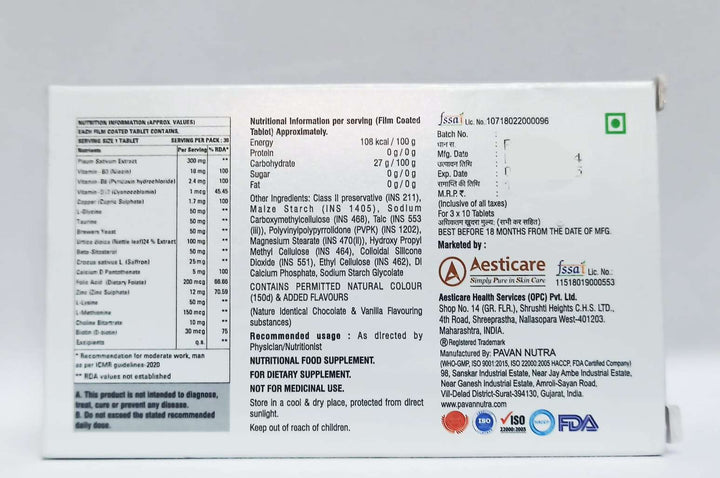 NUTRITION INFORMATION (APPROX VALUES)
EACH FILM COATED TABLET CONTAINS.
SERVING SIZE 1 TABLET SERVING PER PACK : 30
Nutrients Per Serving % RDA*
Pisum Sativum Extract 300 mg **
Vitamin -B3 (Niacin) 18 mg 100
Vitamin -B6 (Pyridoxin hydrochloride) 2.4 mg 100
1 mcg 45.45
Copper (Cupric Sulphate) 1.7 mg 100
L-Glycine 50 mg **
Taurine 50 mg **
Brewers Yeast 50 mg **
Urtica dioica (Nettle leaf)24 % Extract 100 mg **
Beta-Sitosterol 50 mg **
Crocus sativus L (Saffron) 25 mg **
Calcium D Pantothenate 5 mg 100
Folic Acid (Dietary Folate) 200 mcg 66.66
Zinc (Zinc Sulphate) 12 mg 70.59
L-Lysine 50 mg **
L-Methionine 150 mcg **
Choline Bitartrate 10 mg **
Biotin (D-biotin) 30 mcg 75
Excipients q.s. **
* Recommendation for moderate work, man
as per ICMR guidelines-2020
** RDA values not established
A. This product is not intended to diagnose,
treat, cure or prevent any disease.
B. Do not exceed the stated recommended
daily dose.
Nutritional Information per serving (Film Coated
Tablet) Approximately.
Energy 108 kcal / 100 g
Protein 0 g / 0 g
Carbohydrate 27 g / 100 g
Sugar 0 g / 0 g
Fat 0 g / 0 g
Other Ingredients: Class II preservative (INS 211),
Maize Starch (INS 1405), Sodium
Carboxymethylcellulose (INS 468), Talc (INS 553
(iii)), Polyvinylpolypyrrolidone (PVPK) (INS 1202),
Magnesium Stearate (INS 470(ii)), Hydroxy Propyl
Methyl Cellulose (INS 464), Colloidal Silicone
Dioxide (INS 551), Ethyl Cellulose (INS 462), DI
Calcium Phosphate, Sodium Starch Glycolate
CONTAINS PERMITTED NATURAL COLOUR
(150d) & ADDED FLAVOURS
(Nature Identical Chocolate & Vanilla Flavouring
substances)
Recommended usage : As directed by
Physician/Nutritionist
NUTRITIONAL FOOD SUPPLEMENT.
FOR DIETARY SUPPLEMENT.
NOT FOR MEDICINAL USE.
Store in a cool & dry place, protected from direct
sunlight.
Keep out of reach of children.
fssai Lic. No. 10718022000096
Batch No. :
घान स.
Mfg. Date : 4
उत्पादन तिथि
Exp. Date :
समाप्ति की तिथि
M.R.P. ₹.
(Inclusive of all taxes)
For 3 x 10 Tablets
अधिकतम खुदरा मुल्य: (सभी कर सहित)
BEST BEFORE 18 MONTHS FROM THE DATE OF MFG.
Marketed by :
Aesticare
Simply Pure in Skin Care
fssai Lic. No.:
11518019000553
Aesticare Health Services (OPC) Pvt. Ltd.
Shop No. 14 (GR. FLR.), Shrushti Heights C.H.S. LTD.,
4th Road, Shreeprastha, Nallasopara West-401203.
Maharashtra, INDIA.
® Registered Trademark
Manufactured By: PAVAN NUTRA
(WHO-GMP, ISO 9001:2015, ISO 22000:2005 HACCP, FDA Certified Company)
98, Sanskar Industrial Estate, Near Jay Ambe Industrial Estate,
Near Ganesh Industrial Estate, Amroli-Sayan Road,
Vill-Delad District-Surat-394130, Gujarat, India.
www.pavannutra.com
ISO
ISO
22000:2005
HACCP
FDA